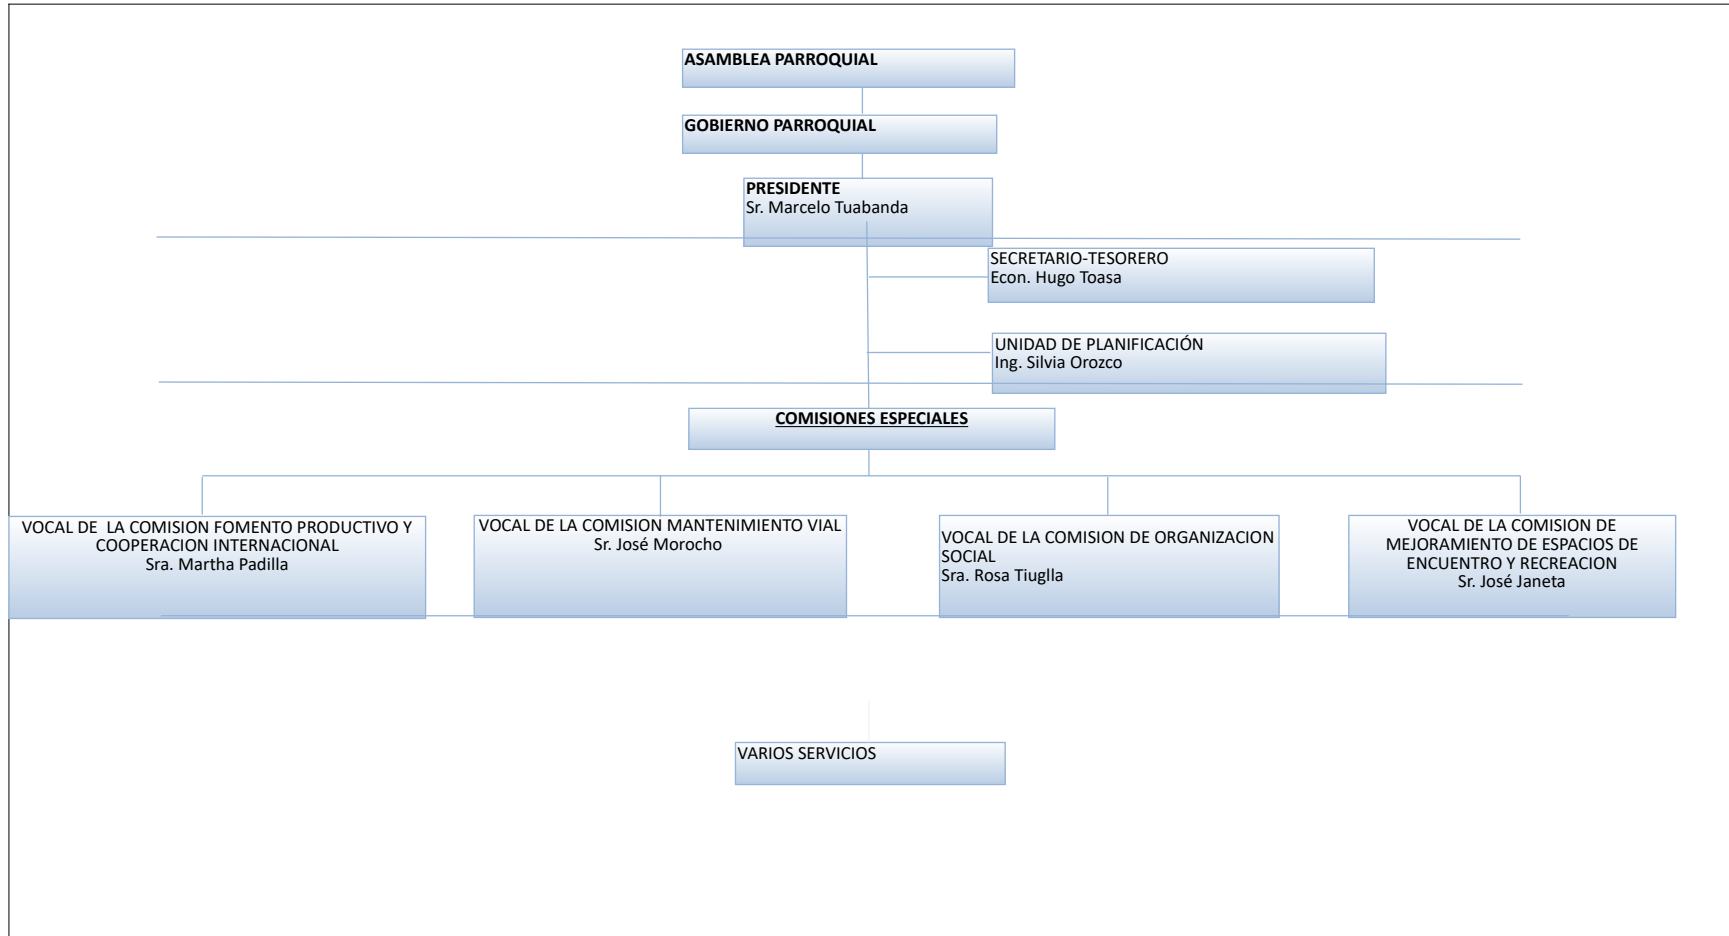 ASAMBLEA PARROQUIAL
GOBIERNO PARROQUIAL
PRESIDENTE
Sr. Marcelo Tuabanda
SECRETARIO-TESORERO
Econ. Hugo Toasa
UNIDAD DE PLANIFICACIÓN
Ing. Silvia Orozco
COMISIONES ESPECIALES
VOCAL DE  LA COMISION FOMENTO PRODUCTIVO Y
COOPERACION INTERNACIONAL
Sra. Martha Padilla
VOCAL DE LA COMISION MANTENIMIENTO VIAL
Sr. José Morocho
VOCAL DE LA COMISION DE ORGANIZACION
SOCIAL
Sra. Rosa Tiuglla
VOCAL DE LA COMISION DE
MEJORAMIENTO DE ESPACIOS DE
ENCUENTRO Y RECREACION
Sr. José Janeta
VARIOS SERVICIOS